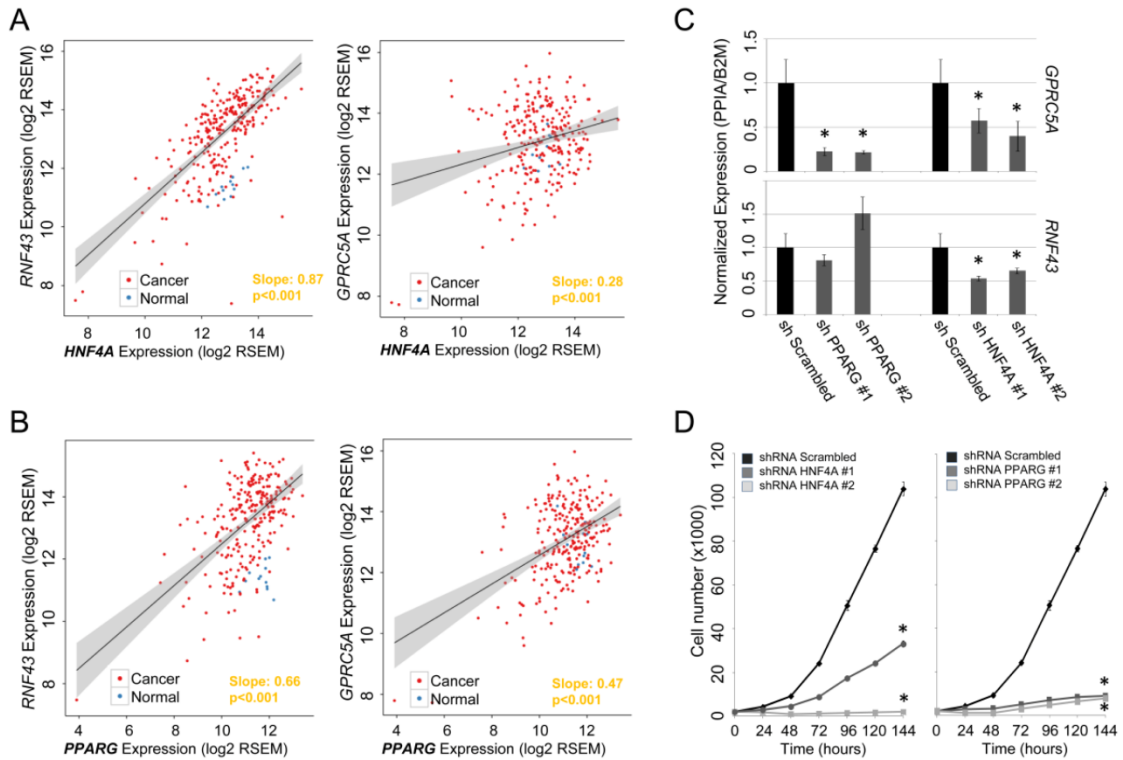 A
16
14
12
10
8
RNF43 Expression (log2 RSEM)
Cancer
Normal
Slope: 0.87
p<0.001
8
10
12
14
HNF4A Expression (log2 RSEM)
16
14
12
10
8
GPRC5A Expression (log2 RSEM)
Cancer
Normal
Slope: 0.28
p<0.001
8
10
12
14
HNF4A Expression (log2 RSEM)
B
14
12
10
8
RNF43 Expression (log2 RSEM)
Cancer
Normal
Slope: 0.66
p<0.001
4
6
8
10
12
PPARG Expression (log2 RSEM)
16
14
12
10
8
GPRC5A Expression (log2 RSEM)
Cancer
Normal
Slope: 0.47
p<0.001
4
6
8
10
12
PPARG Expression (log2 RSEM)
C
Normalized Expression (PPIA/B2M)
1.5
1.0
0.5
0
* * * *
GPRC5A
1.5
1.0
0.5
0
* *
RNF43
sh Scrambled
sh PPARG #1
sh PPARG #2
sh Scrambled
sh HNF4A #1
sh HNF4A #2
D
Cell number (x1000)
120
100
80
60
40
20
0
shRNA Scrambled
shRNA HNF4A #1
shRNA HNF4A #2
*
*
0 24 48 72 96 120 144
Time (hours)
shRNA Scrambled
shRNA PPARG #1
shRNA PPARG #2
*
*
0 24 48 72 96 120 144
Time (hours)